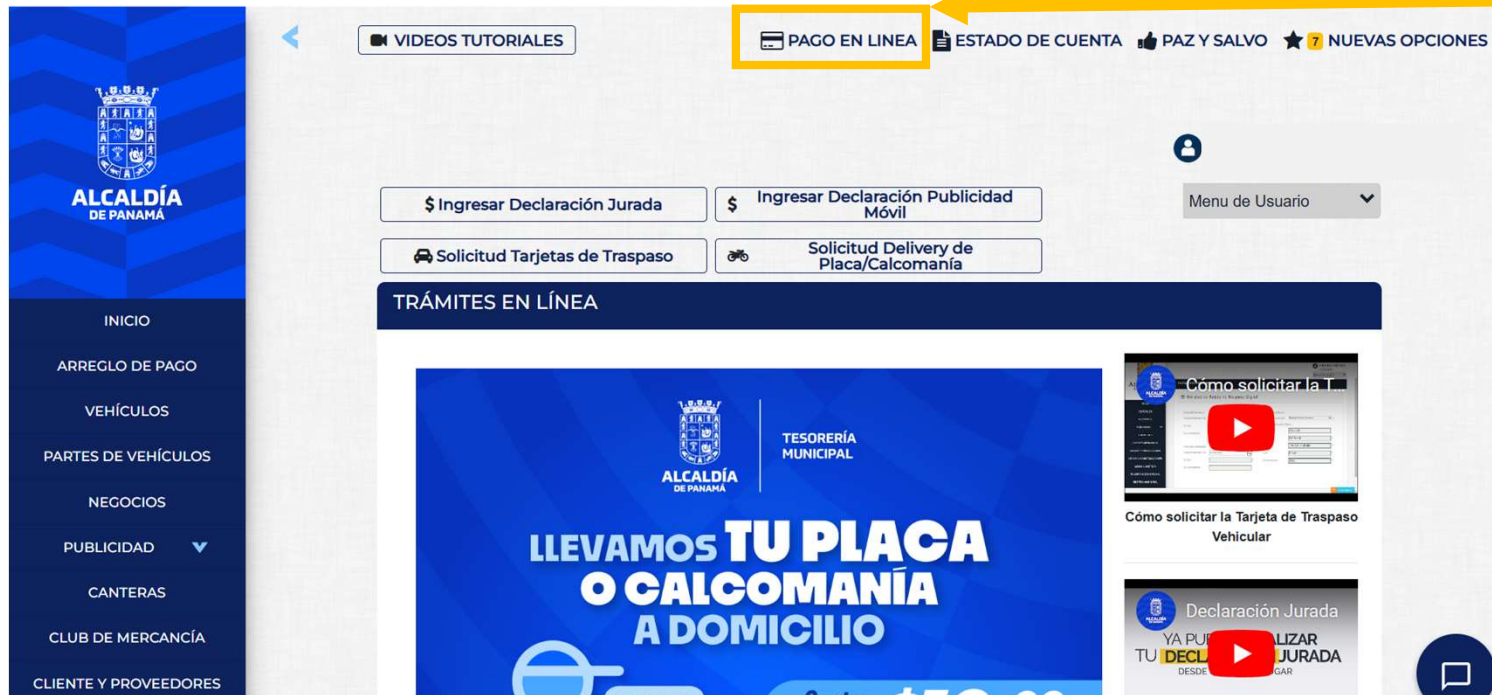 VIDEOS TUTORIALES
PAGO EN LINEA
ESTADO DE CUENTA
PAZ Y SALVO
7 NUEVAS OPCIONES
ALCALDÍA
DE PANAMÁ
$ Ingresar Declaración Jurada
$ Ingresar Declaración Publicidad
Móvil
Menu de Usuario
Solicitud Tarjetas de Traspaso
Solicitud Delivery de
Placa/Calcomanía
INICIO
ARREGLO DE PAGO
VEHÍCULOS
PARTES DE VEHÍCULOS
NEGOCIOS
PUBLICIDAD
CANTERAS
CLUB DE MERCANCÍA
CLIENTE Y PROVEEDORES
TRÁMITES EN LÍNEA
ALCALDÍA
DE PANAMÁ
TESORERÍA
MUNICIPAL
LLEVAMOS TU PLACA
O CALCOMANÍA
A DOMICILIO
Cómo solicitar la T...
Cómo solicitar la Tarjeta de Traspaso
Vehicular
Declaración Jurada
YA
TU
JURADA
DESDE